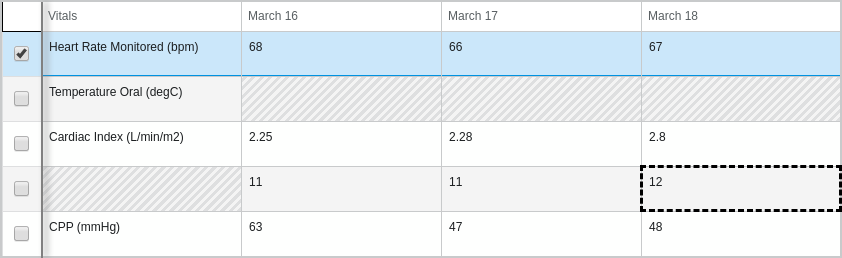 Vitals March 16 March 17 March 18
Heart Rate Monitored (bpm) 68 66 67
Temperature Oral (degC)
Cardiac Index (L/min/m2) 2.25 2.28 2.8
11 11 12
CPP (mmHg) 63 47 48